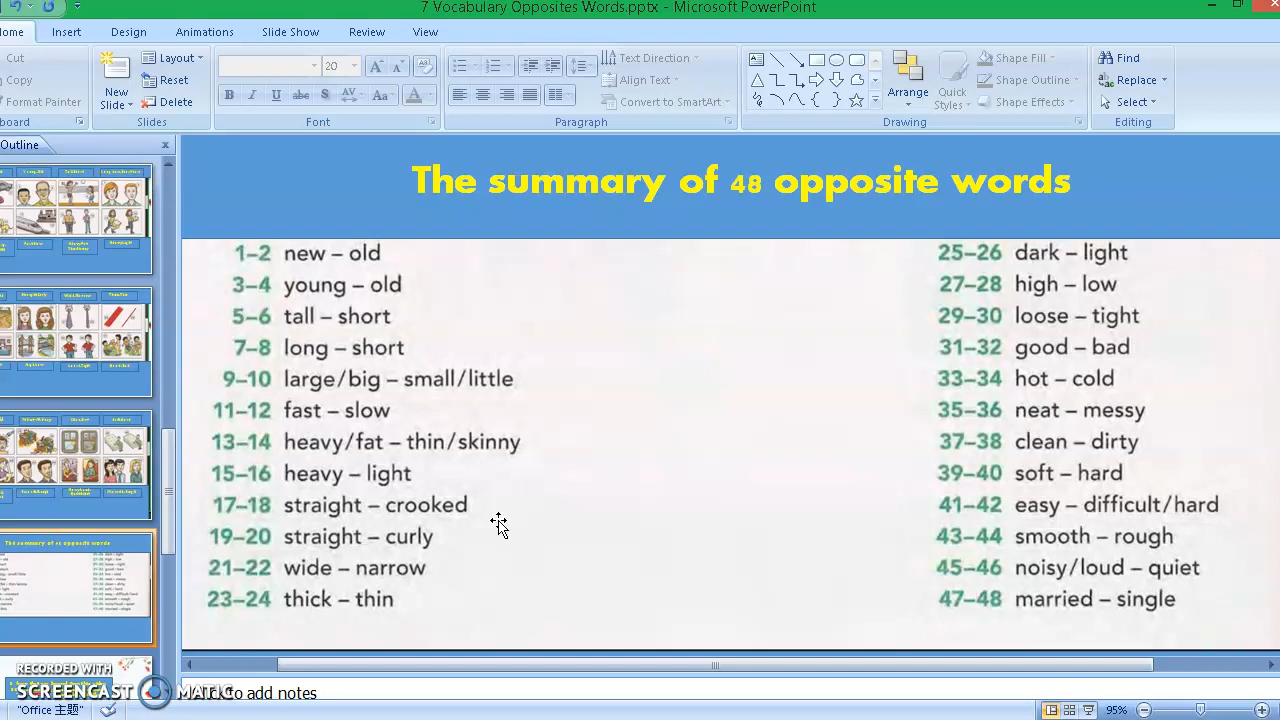 7 Vocabulary Opposites Words.pptx - Microsoft PowerPoint
Home Insert Design Animations Slide Show Review View
Cut
Copy
Format Painter
New Slide
Layout
Reset
Delete
20
Text Direction
Align Text
Convert to SmartArt
Arrange
Quick Styles
Shape Fill
Shape Outline
Shape Effects
Find
Replace
Select
Slides Font Paragraph Drawing Editing
Outline
The summary of 48 opposite words
1–2 new – old
3–4 young – old
5–6 tall – short
7–8 long – short
9–10 large/big – small/little
11–12 fast – slow
13–14 heavy/fat – thin/skinny
15–16 heavy – light
17–18 straight – crooked
19–20 straight – curly
21–22 wide – narrow
23–24 thick – thin
25–26 dark – light
27–28 high – low
29–30 loose – tight
31–32 good – bad
33–34 hot – cold
35–36 neat – messy
37–38 clean – dirty
39–40 soft – hard
41–42 easy – difficult/hard
43–44 smooth – rough
45–46 noisy/loud – quiet
47–48 married – single
The summary of 48 opposite words
RECORDED WITH
SCREENCAST MATIC
to add notes
"Office 主题"
95%